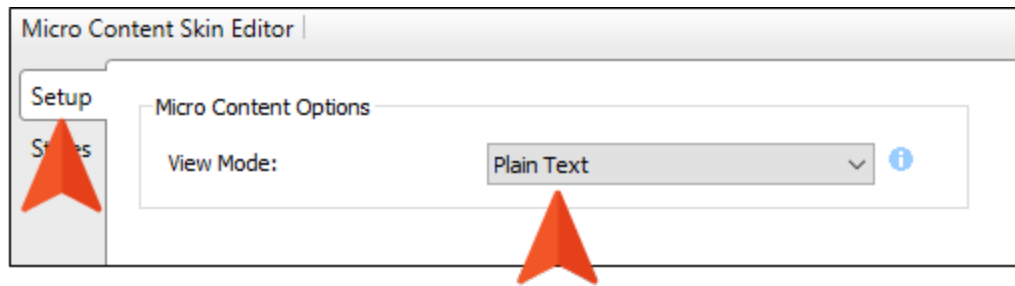 Micro Content Skin Editor
Setup
Micro Content Options
View Mode:
Plain Text